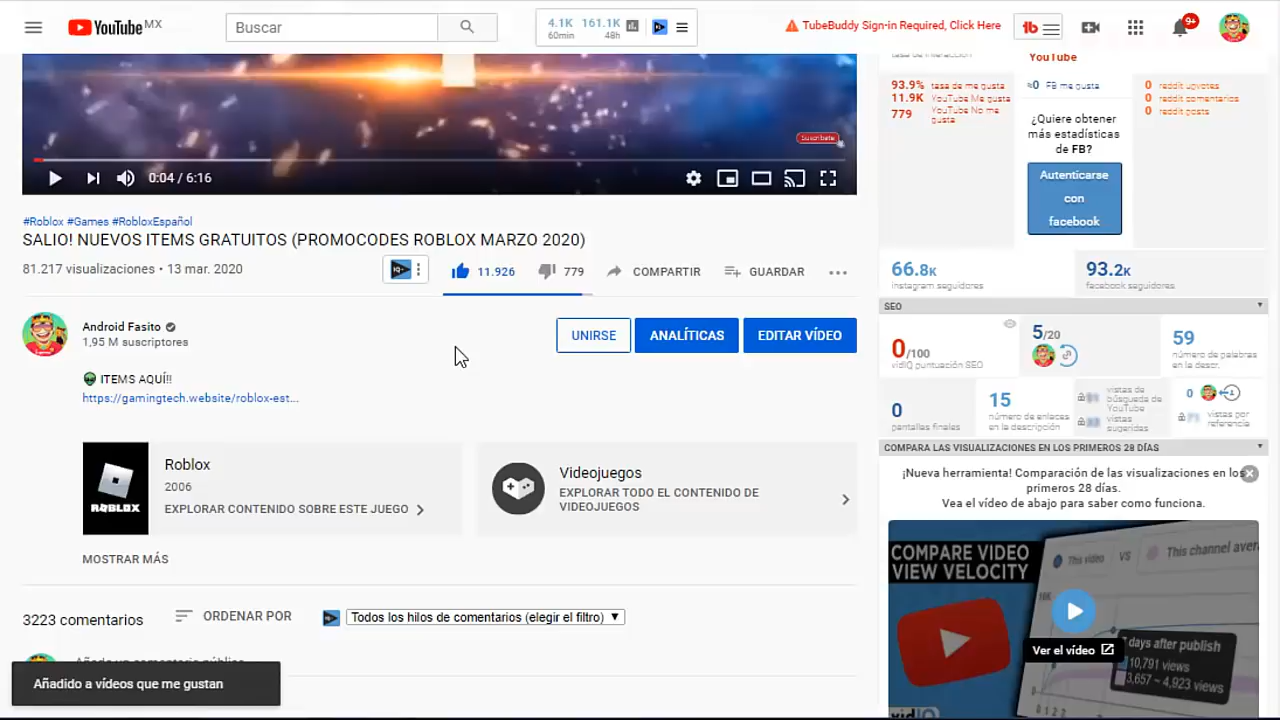 YouTube MX
Buscar
4.1K 161.1K
60min 48h
TubeBuddy Sign-in Required, Click Here
tb
9+
YouTube
93.9% tasa de me gusta
11.9K YouTube Me gusta
779 YouTube No me gusta
≈0 FB me gusta
0 reddit upvotes
0 reddit comentarios
0 reddit posts
¿Quiere obtener
más estadísticas
de FB?
Autenticarse
con
facebook
Suscríbete
0:04 / 6:16
#Roblox #Games #RobloxEspañol
SALIO! NUEVOS ITEMS GRATUITOS (PROMOCODES ROBLOX MARZO 2020)
81.217 visualizaciones • 13 mar. 2020
11.926
779
COMPARTIR
GUARDAR
66.8K
instagram seguidores
93.2K
facebook seguidores
SEO
Android Fasito
1,95 M suscriptores
UNIRSE
ANALÍTICAS
EDITAR VÍDEO
0/100
vidIQ puntuación SEO
5/20
59
número de palabras
en la descr.
ITEMS AQUÍ!!
https://gamingtech.website/roblox-est...
0
pantallas finales
15
número de enlaces
en la descripción
vistas de
búsqueda de
YouTube
vistas
sugeridas
0
vistas por
referencia
COMPARA LAS VISUALIZACIONES EN LOS PRIMEROS 28 DÍAS
¡Nueva herramienta! Comparación de las visualizaciones en los
primeros 28 días.
Vea el vídeo de abajo para saber como funciona.
ROBLOX
Roblox
2006
EXPLORAR CONTENIDO SOBRE ESTE JUEGO
Videojuegos
EXPLORAR TODO EL CONTENIDO DE
VIDEOJUEGOS
MOSTRAR MÁS
COMPARE VIDEO
VIEW VELOCITY
This video VS This channel avera
Ver el vídeo
days after publish
10,791 views
3,657 ~ 4,923 views
vidIQ
3223 comentarios
ORDENAR POR
Todos los hilos de comentarios (elegir el filtro)
Añadido a vídeos que me gustan